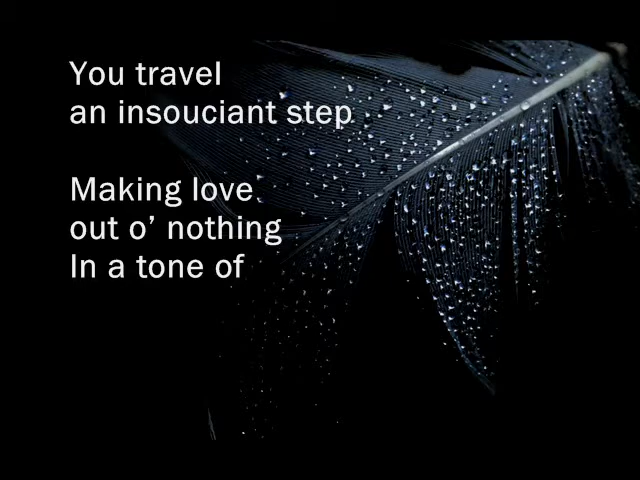 You travel
an insouciant step
Making love
out o’ nothing
In a tone of